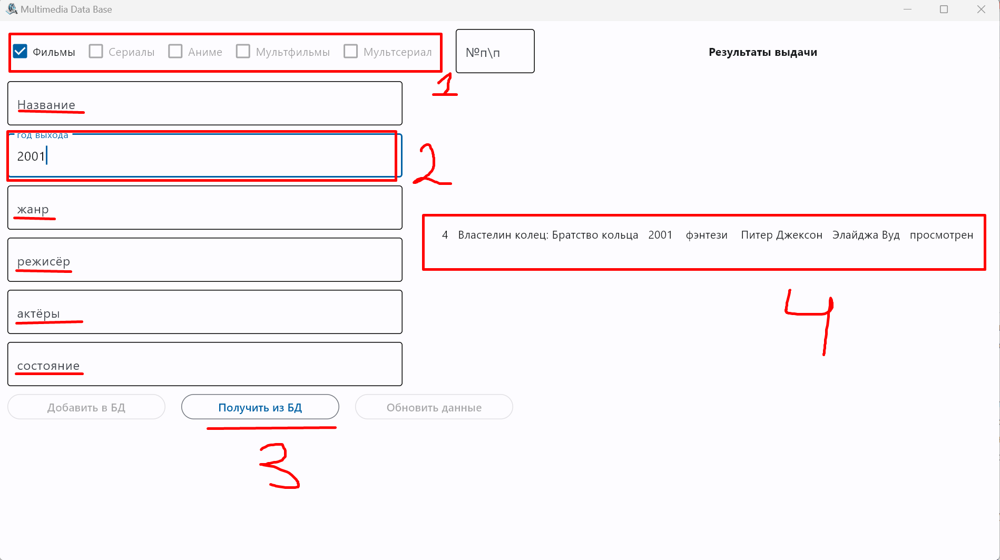 Multimedia Data Base
Фильмы Сериалы Аниме Мультфильмы Мультсериал №п\п Результаты выдачи
1
Название
год выхода
2001
2
жанр
4 Властелин колец: Братство кольца 2001 фэнтези Питер Джексон Элайджа Вуд просмотрен
режисёр
актёры
4
состояние
Добавить в БД Получить из БД Обновить данные
3